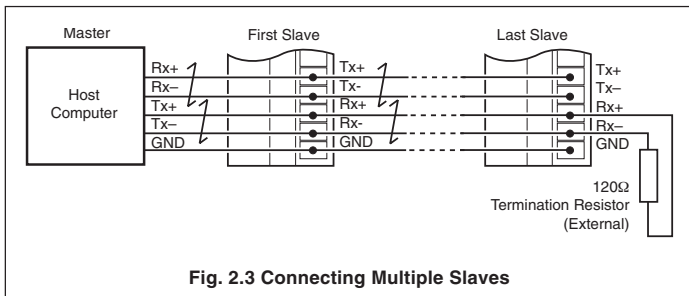 Master
First Slave
Last Slave
Host
Computer
Rx+
Rx–
Tx+
Tx–
GND
Tx+
Tx-
Rx+
Rx-
GND
Tx+
Tx–
Rx+
Rx–
GND
120Ω
Termination Resistor
(External)
Fig. 2.3 Connecting Multiple Slaves